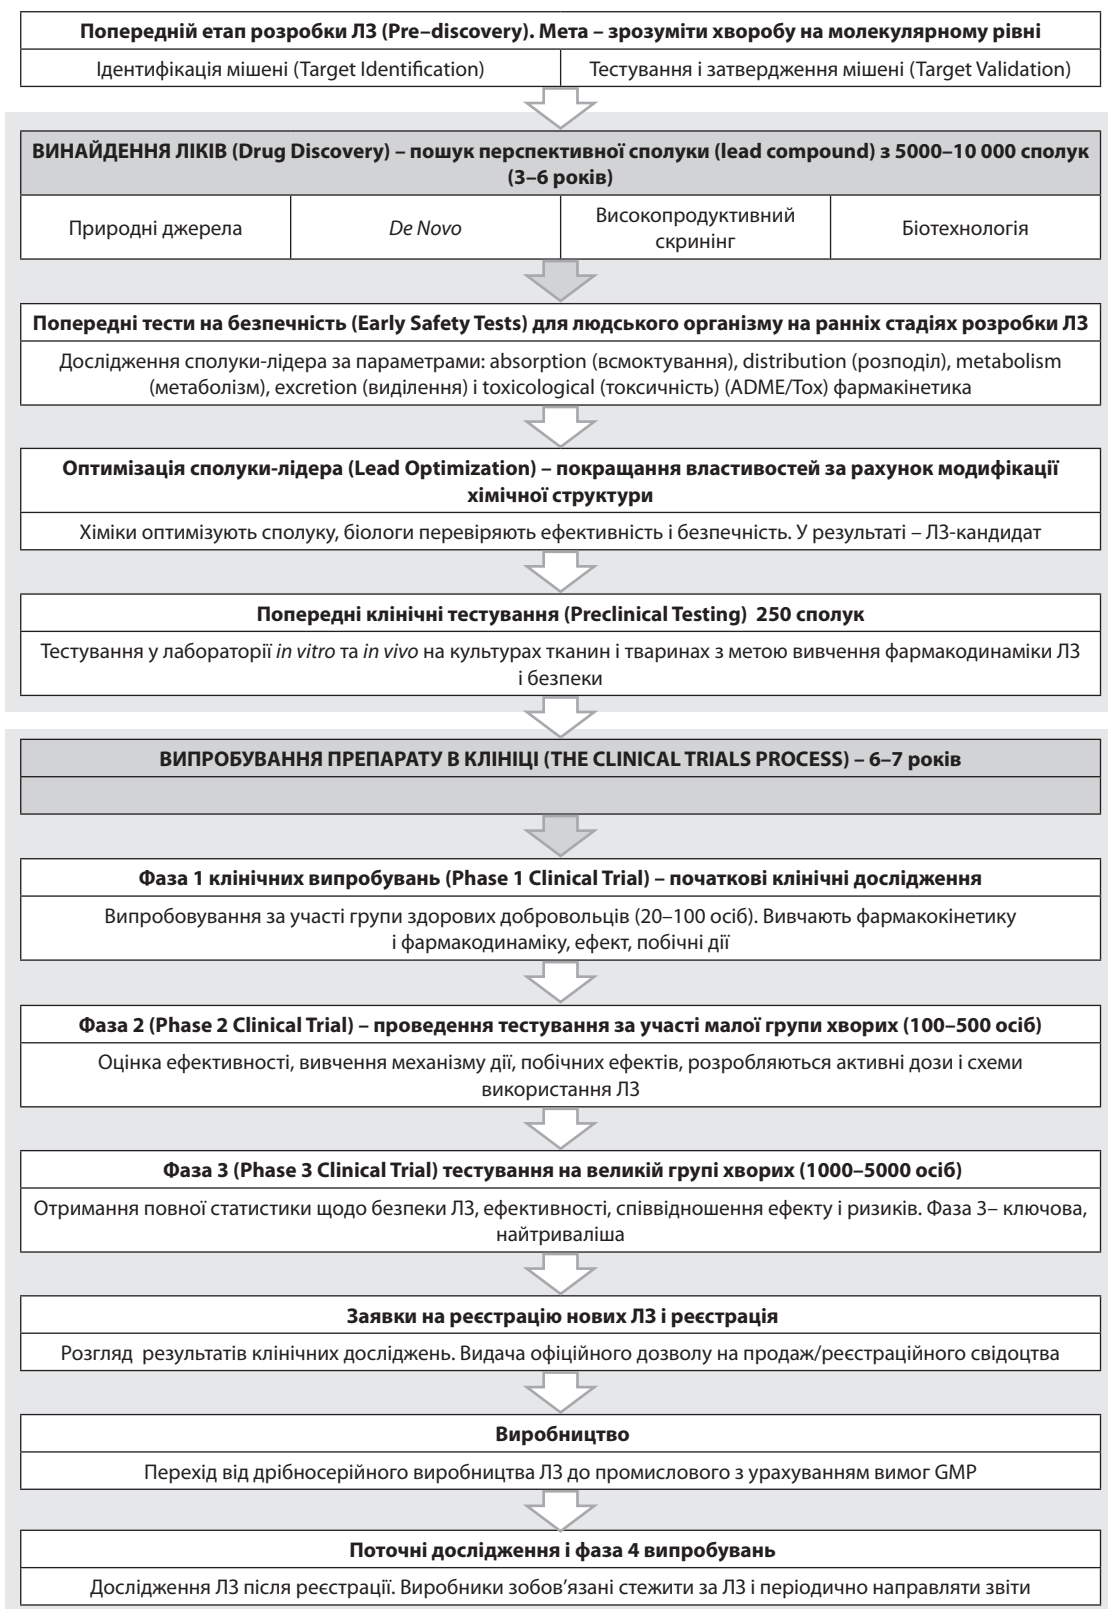 Попередній етап розробки ЛЗ (Pre–discovery). Мета – зрозуміти хворобу на молекулярному рівні
Ідентифікація мішені (Target Identification)
Тестування і затвердження мішені (Target Validation)
ВИНАЙДЕННЯ ЛІКІВ (Drug Discovery) – пошук перспективної сполуки (lead compound) з 5000–10 000 сполук
(3–6 років)
Природні джерела
De Novo
Високопродуктивний
скринінг
Біотехнологія
Попередні тести на безпечність (Early Safety Tests) для людського організму на ранніх стадіях розробки ЛЗ
Дослідження сполуки-лідера за параметрами: absorption (всмоктування), distribution (розподіл), metabolism
(метаболізм), excretion (виділення) і toxicological (токсичність) (ADME/Tox) фармакінетика
Оптимізація сполуки-лідера (Lead Optimization) – покращання властивостей за рахунок модифікації
хімічної структури
Хіміки оптимізують сполуку, біологи перевіряють ефективність і безпечність. У результаті – ЛЗ-кандидат
Попередні клінічні тестування (Preclinical Testing) 250 сполук
Тестування у лабораторії in vitro та in vivo на культурах тканин і тваринах з метою вивчення фармакодинаміки ЛЗ
і безпеки
ВИПРОБУВАННЯ ПРЕПАРАТУ В КЛІНІЦІ (THE CLINICAL TRIALS PROCESS) – 6–7 років
Фаза 1 клінічних випробувань (Phase 1 Clinical Trial) – початкові клінічні дослідження
Випробовування за участі групи здорових добровольців (20–100 осіб). Вивчають фармакокінетику
і фармакодинаміку, ефект, побічні дії
Фаза 2 (Phase 2 Clinical Trial) – проведення тестування за участі малої групи хворих (100–500 осіб)
Оцінка ефективності, вивчення механізму дії, побічних ефектів, розробляються активні дози і схеми
використання ЛЗ
Фаза 3 (Phase 3 Clinical Trial) тестування на великій групі хворих (1000–5000 осіб)
Отримання повної статистики щодо безпеки ЛЗ, ефективності, співвідношення ефекту і ризиків. Фаза 3– ключова,
найтриваліша
Заявки на реєстрацію нових ЛЗ і реєстрація
Розгляд результатів клінічних досліджень. Видача офіційного дозволу на продаж/реєстраційного свідоцтва
Виробництво
Перехід від дрібносерійного виробництва ЛЗ до промислового з урахуванням вимог GMP
Поточні дослідження і фаза 4 випробувань
Дослідження ЛЗ після реєстрації. Виробники зобов’язані стежити за ЛЗ і періодично направляти звіти